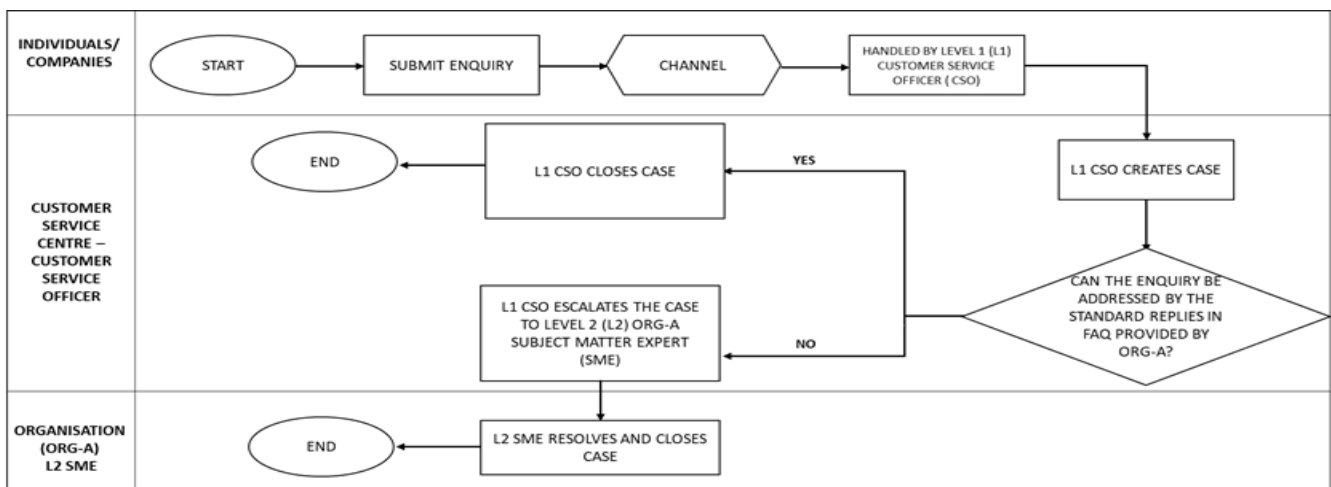 INDIVIDUALS/
COMPANIES
START
SUBMIT ENQUIRY
CHANNEL
HANDLED BY LEVEL 1 (L1)
CUSTOMER SERVICE
OFFICER ( CSO)
CUSTOMER
SERVICE
CENTRE –
CUSTOMER
SERVICE
OFFICER
END
L1 CSO CLOSES CASE
YES
L1 CSO CREATES CASE
L1 CSO ESCALATES THE CASE
TO LEVEL 2 (L2) ORG-A
SUBJECT MATTER EXPERT
(SME)
NO
CAN THE ENQUIRY BE
ADDRESSED BY THE
STANDARD REPLIES IN
FAQ PROVIDED BY
ORG-A?
ORGANISATION
(ORG-A)
L2 SME
END
L2 SME RESOLVES AND CLOSES
CASE